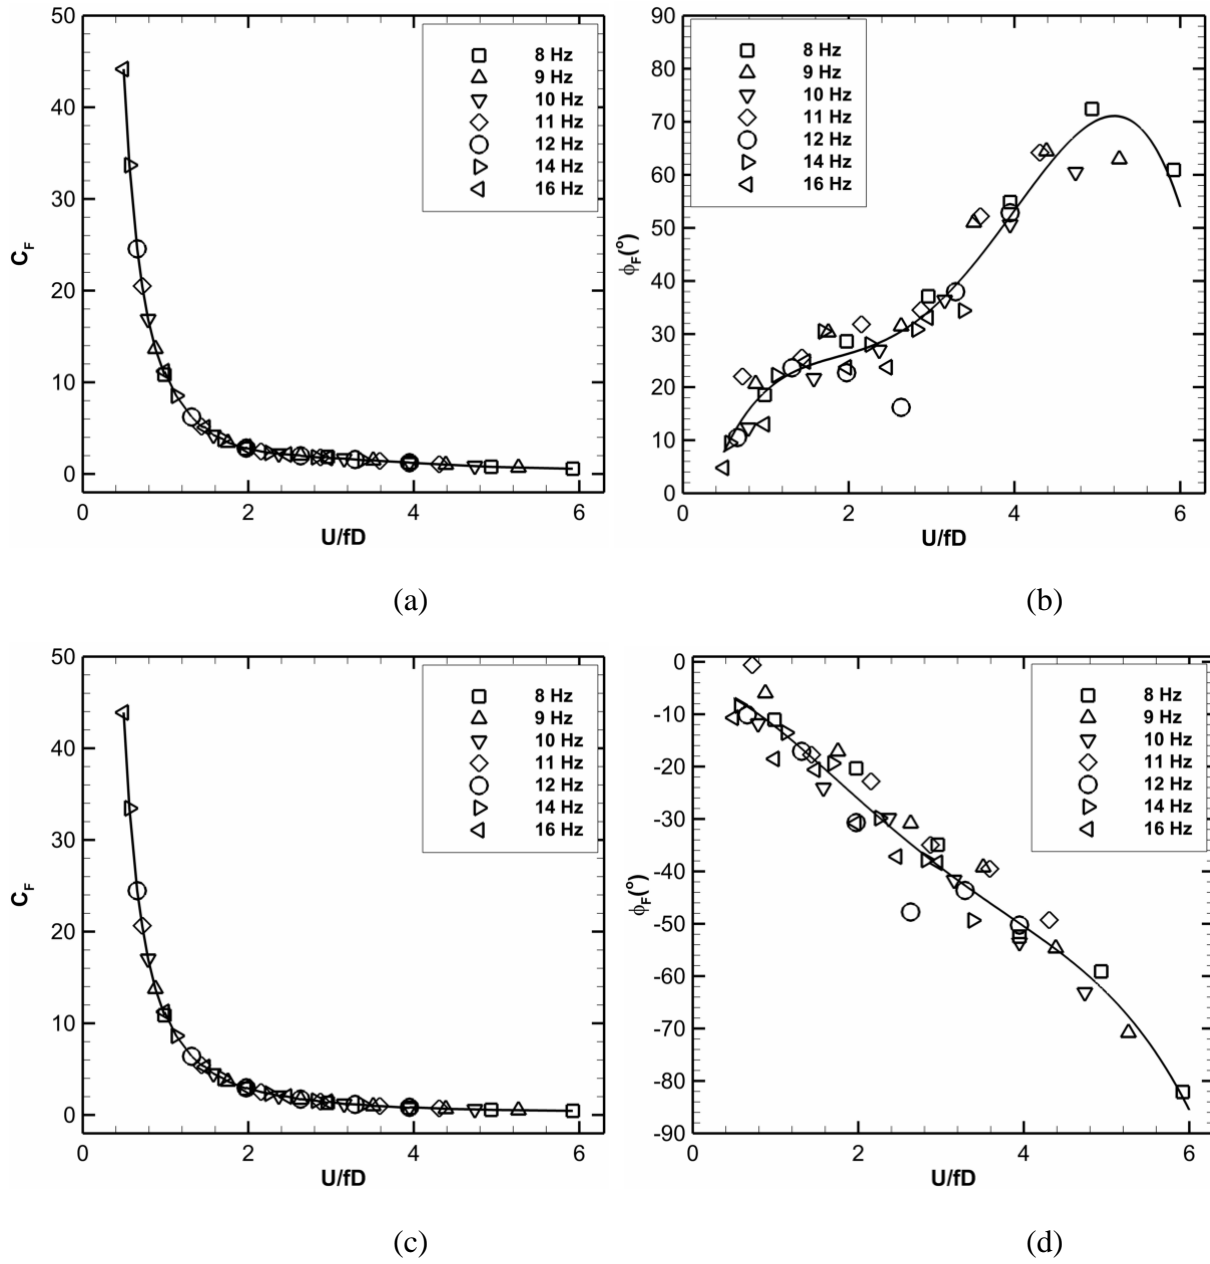 50
40
30
20
10
0
C_F
8 Hz
9 Hz
10 Hz
11 Hz
12 Hz
14 Hz
16 Hz
0 2 4 6
U/fD
(a)
90
80
70
60
50
40
30
20
10
0
ϕ_F(°)
8 Hz
9 Hz
10 Hz
11 Hz
12 Hz
14 Hz
16 Hz
0 2 4 6
U/fD
(b)
50
40
30
20
10
0
C_F
8 Hz
9 Hz
10 Hz
11 Hz
12 Hz
14 Hz
16 Hz
0 2 4 6
U/fD
(c)
0
-10
-20
-30
-40
-50
-60
-70
-80
-90
ϕ_F(°)
8 Hz
9 Hz
10 Hz
11 Hz
12 Hz
14 Hz
16 Hz
0 2 4 6
U/fD
(d)